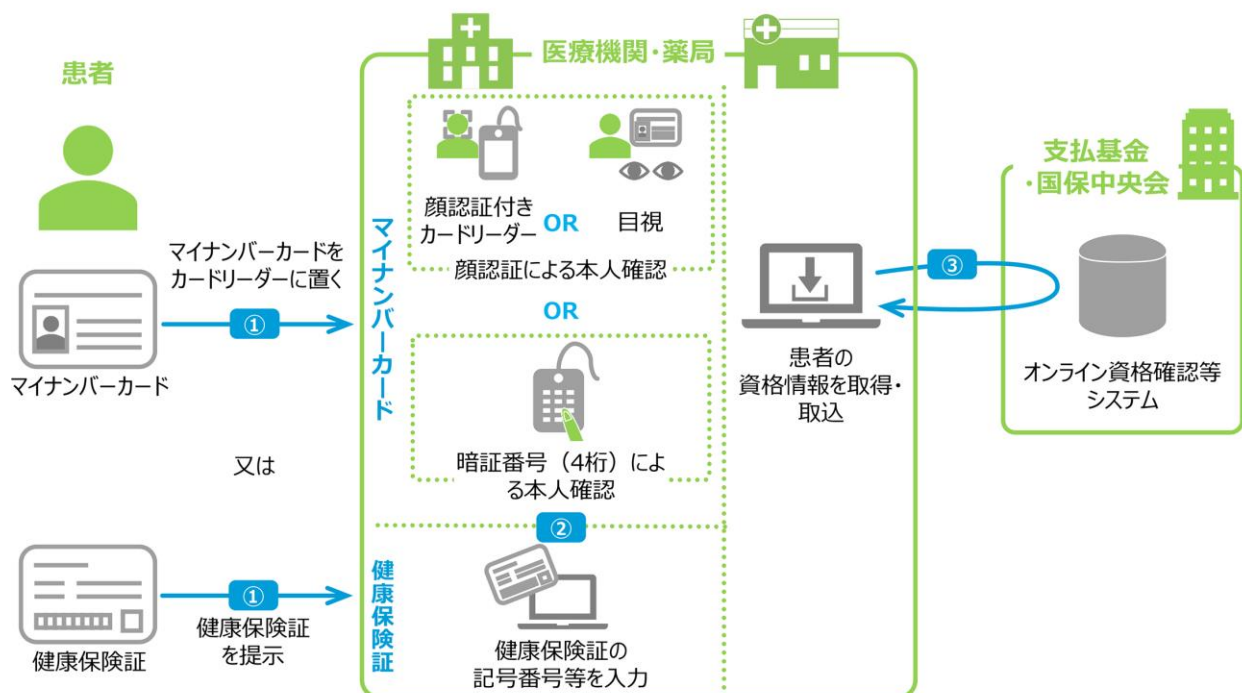 患者
マイナンバーカードを
カードリーダーに置く
①
マイナンバーカード
又は
①
健康保険証
を提示
健康保険証
医療機関・薬局
マイナンバーカード
顔認証付き
カードリーダー
OR
目視
顔認証による本人確認
OR
暗証番号（4桁）によ
る本人確認
②
健康保険証
健康保険証の
記号番号等を入力
患者の
資格情報を取得・
取込
③
支払基金
・国保中央会
オンライン資格確認等
システム